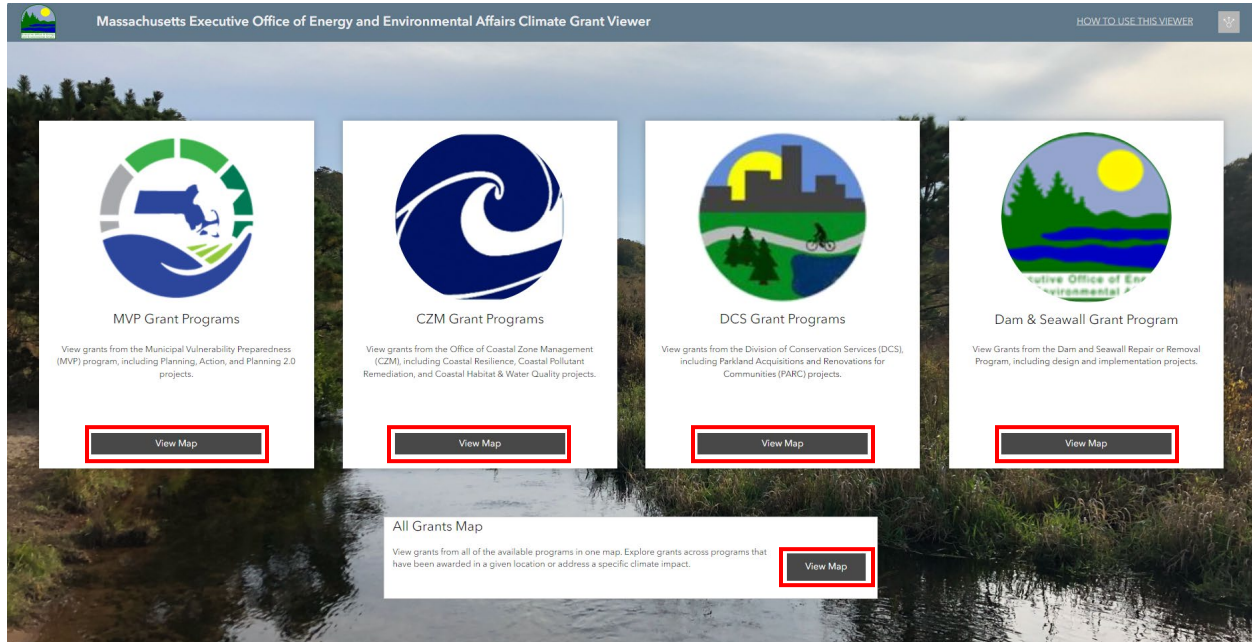 Massachusetts Executive Office of Energy and Environmental Affairs Climate Grant Viewer
HOW TO USE THIS VIEWER
MVP Grant Programs
View grants from the Municipal Vulnerability Preparedness
(MVP) program, including Planning, Action, and Planning 2.0
projects.
View Map
CZM Grant Programs
View grants from the Office of Coastal Zone Management
(CZM), including Coastal Resilience, Coastal Pollutant
Remediation, and Coastal Habitat & Water Quality projects.
View Map
DCS Grant Programs
View grants from the Division of Conservation Services (DCS),
including Parkland Acquisitions and Renovations for
Communities (PARC) projects.
View Map
cutive Office of Ene
vironmental A
Dam & Seawall Grant Program
View Grants from the Dam and Seawall Repair or Removal
Program, including design and implementation projects.
View Map
All Grants Map
View grants from all of the available programs in one map. Explore grants across programs that
have been awarded in a given location or address a specific climate impact.
View Map